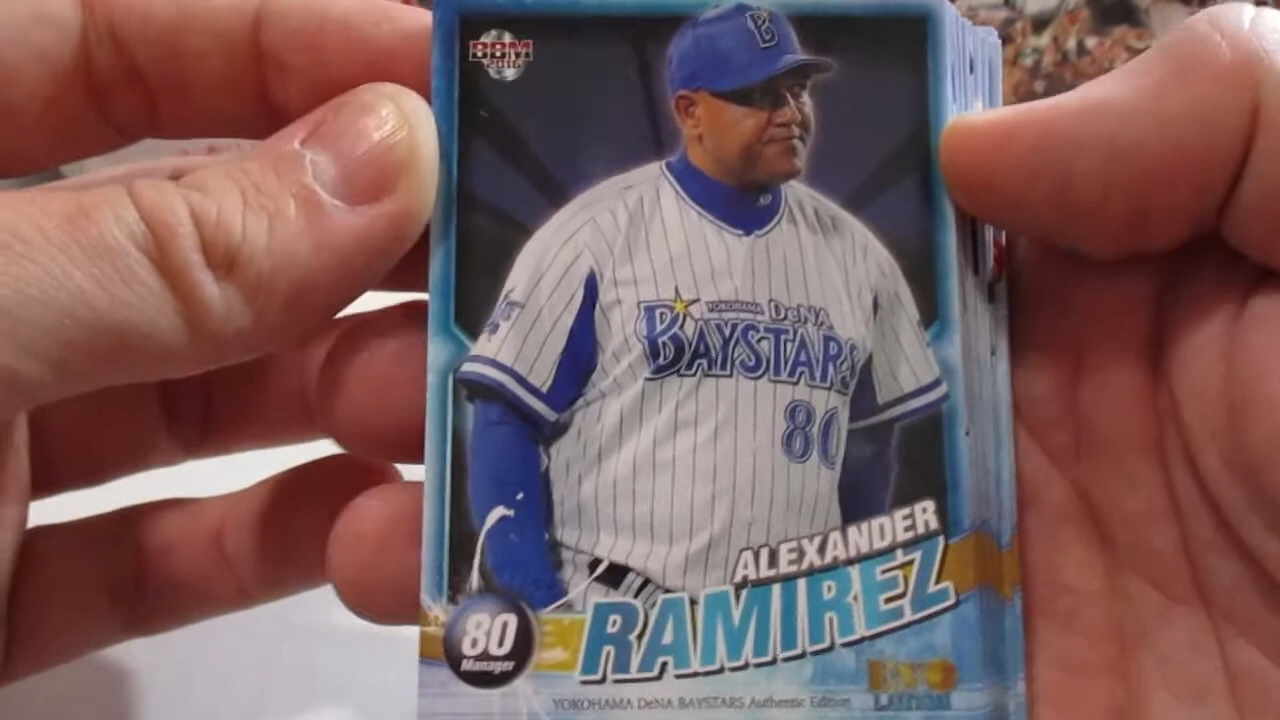 BBM
2016
B
YOKOHAMA DeNA
BAYSTARS
80
ALEXANDER
RAMIREZ
80
Manager
YOKOHAMA DeNA BAYSTARS Authentic Edition